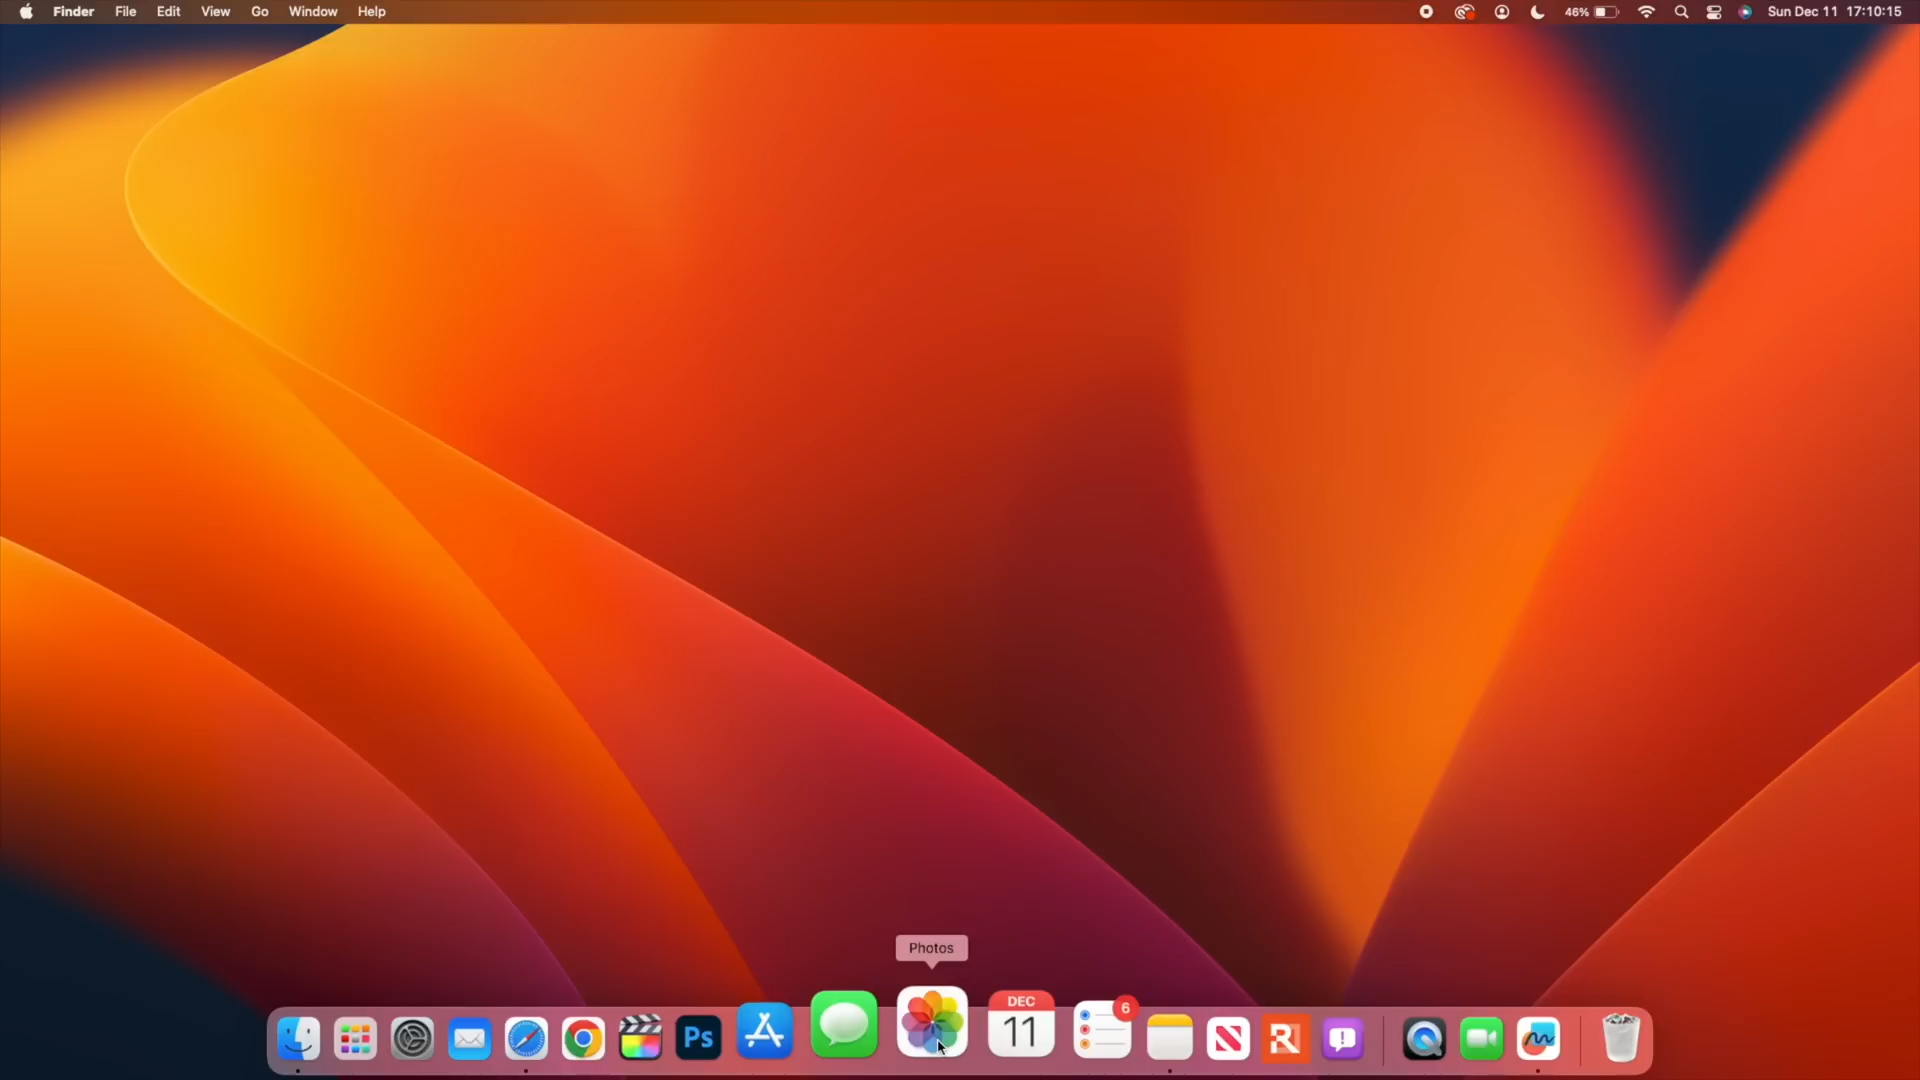 Finder File Edit View Go Window Help 46% Sun Dec 11 17:10:15
Photos
Ps DEC 11 6